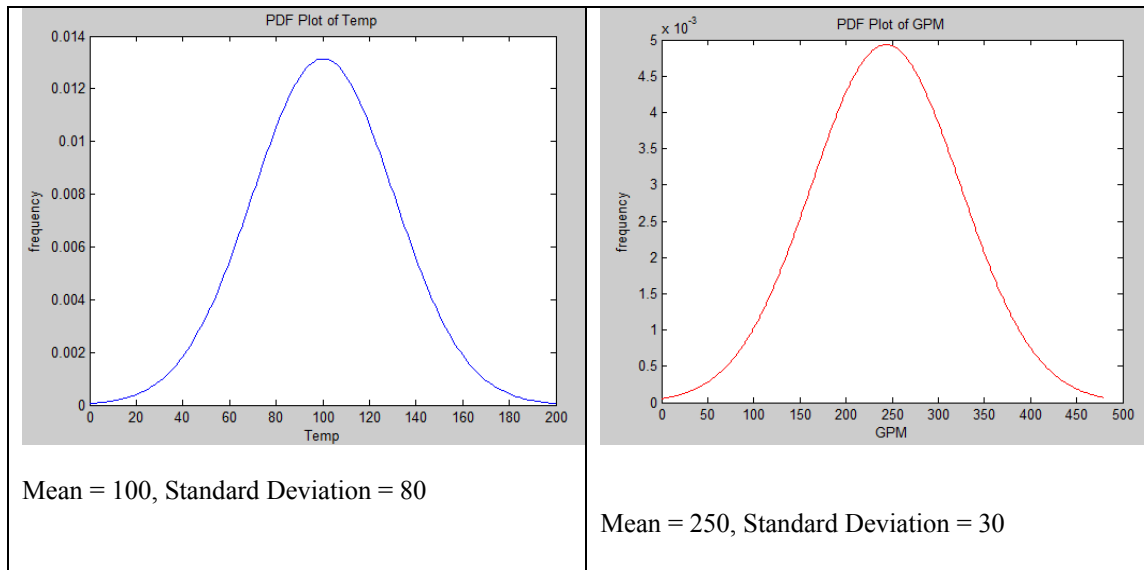 PDF Plot of Temp
0.014
0.012
0.01
0.008
0.006
0.004
0.002
0
frequency
0 20 40 60 80 100 120 140 160 180 200
Temp
Mean = 100, Standard Deviation = 80
PDF Plot of GPM
x 10^-3
5
4.5
4
3.5
3
2.5
2
1.5
1
0.5
0
frequency
0 50 100 150 200 250 300 350 400 450 500
GPM
Mean = 250, Standard Deviation = 30